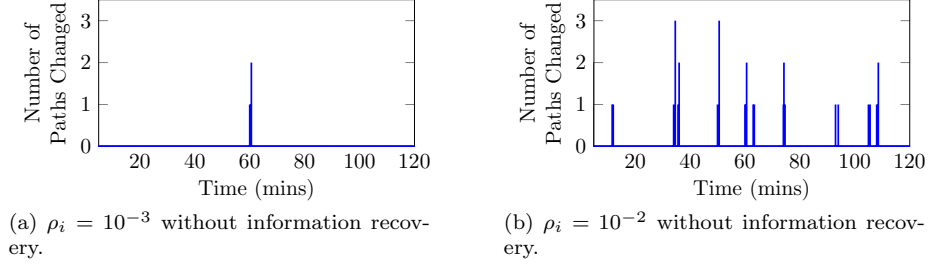 Number of
Paths Changed
3
2
1
0
20 40 60 80 100 120
Time (mins)
(a) ρᵢ = 10⁻³ without information recov-
ery.
Number of
Paths Changed
3
2
1
0
20 40 60 80 100 120
Time (mins)
(b) ρᵢ = 10⁻² without information recov-
ery.